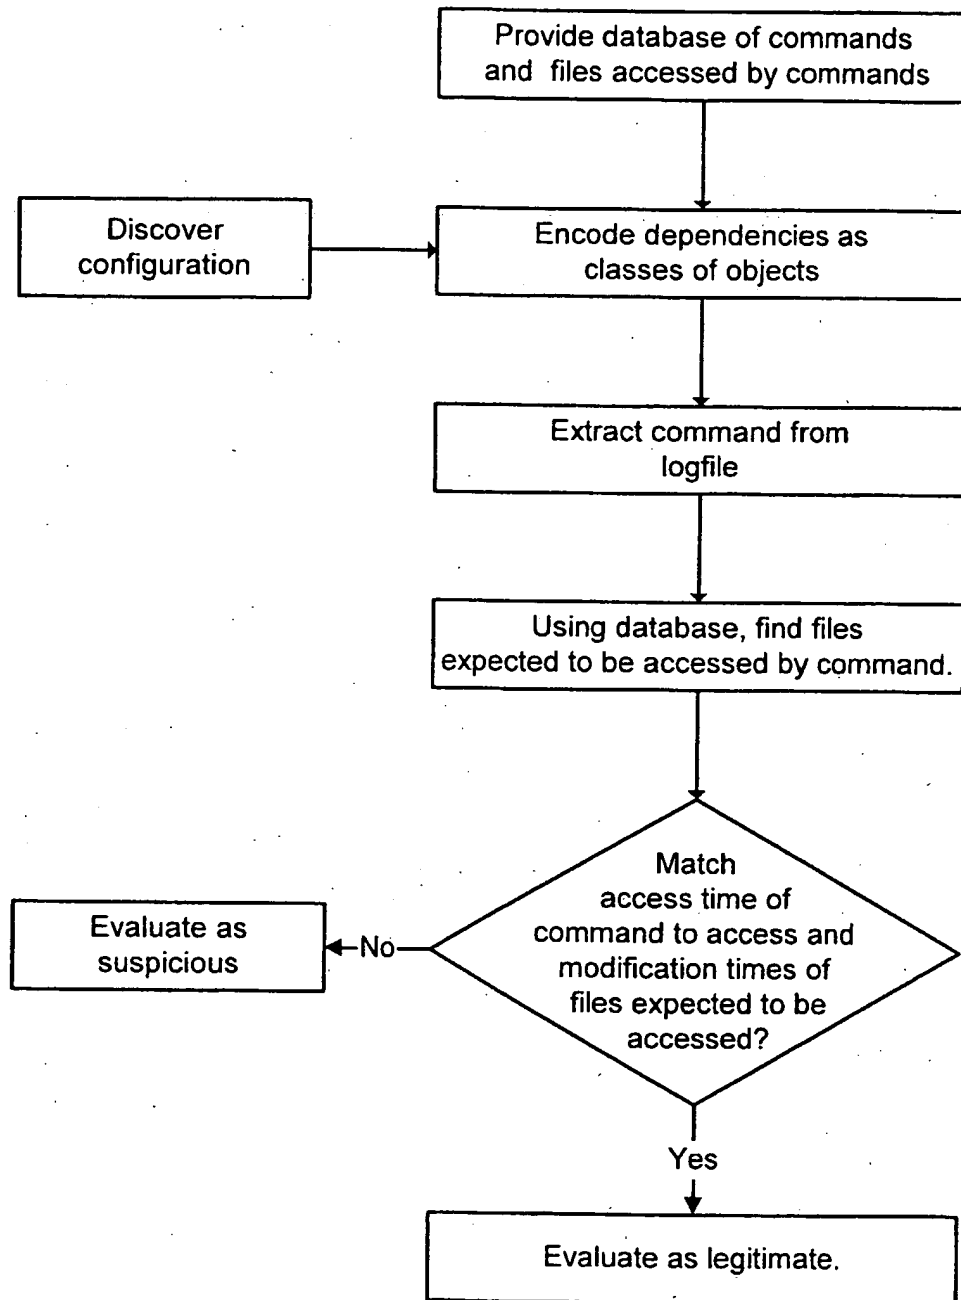 Provide database of commands
and files accessed by commands
Discover
configuration
Encode dependencies as
classes of objects
Extract command from
logfile
Using database, find files
expected to be accessed by command.
Match
access time of
command to access and
modification times of
files expected to be
accessed?
No
Evaluate as
suspicious
Yes
Evaluate as legitimate.